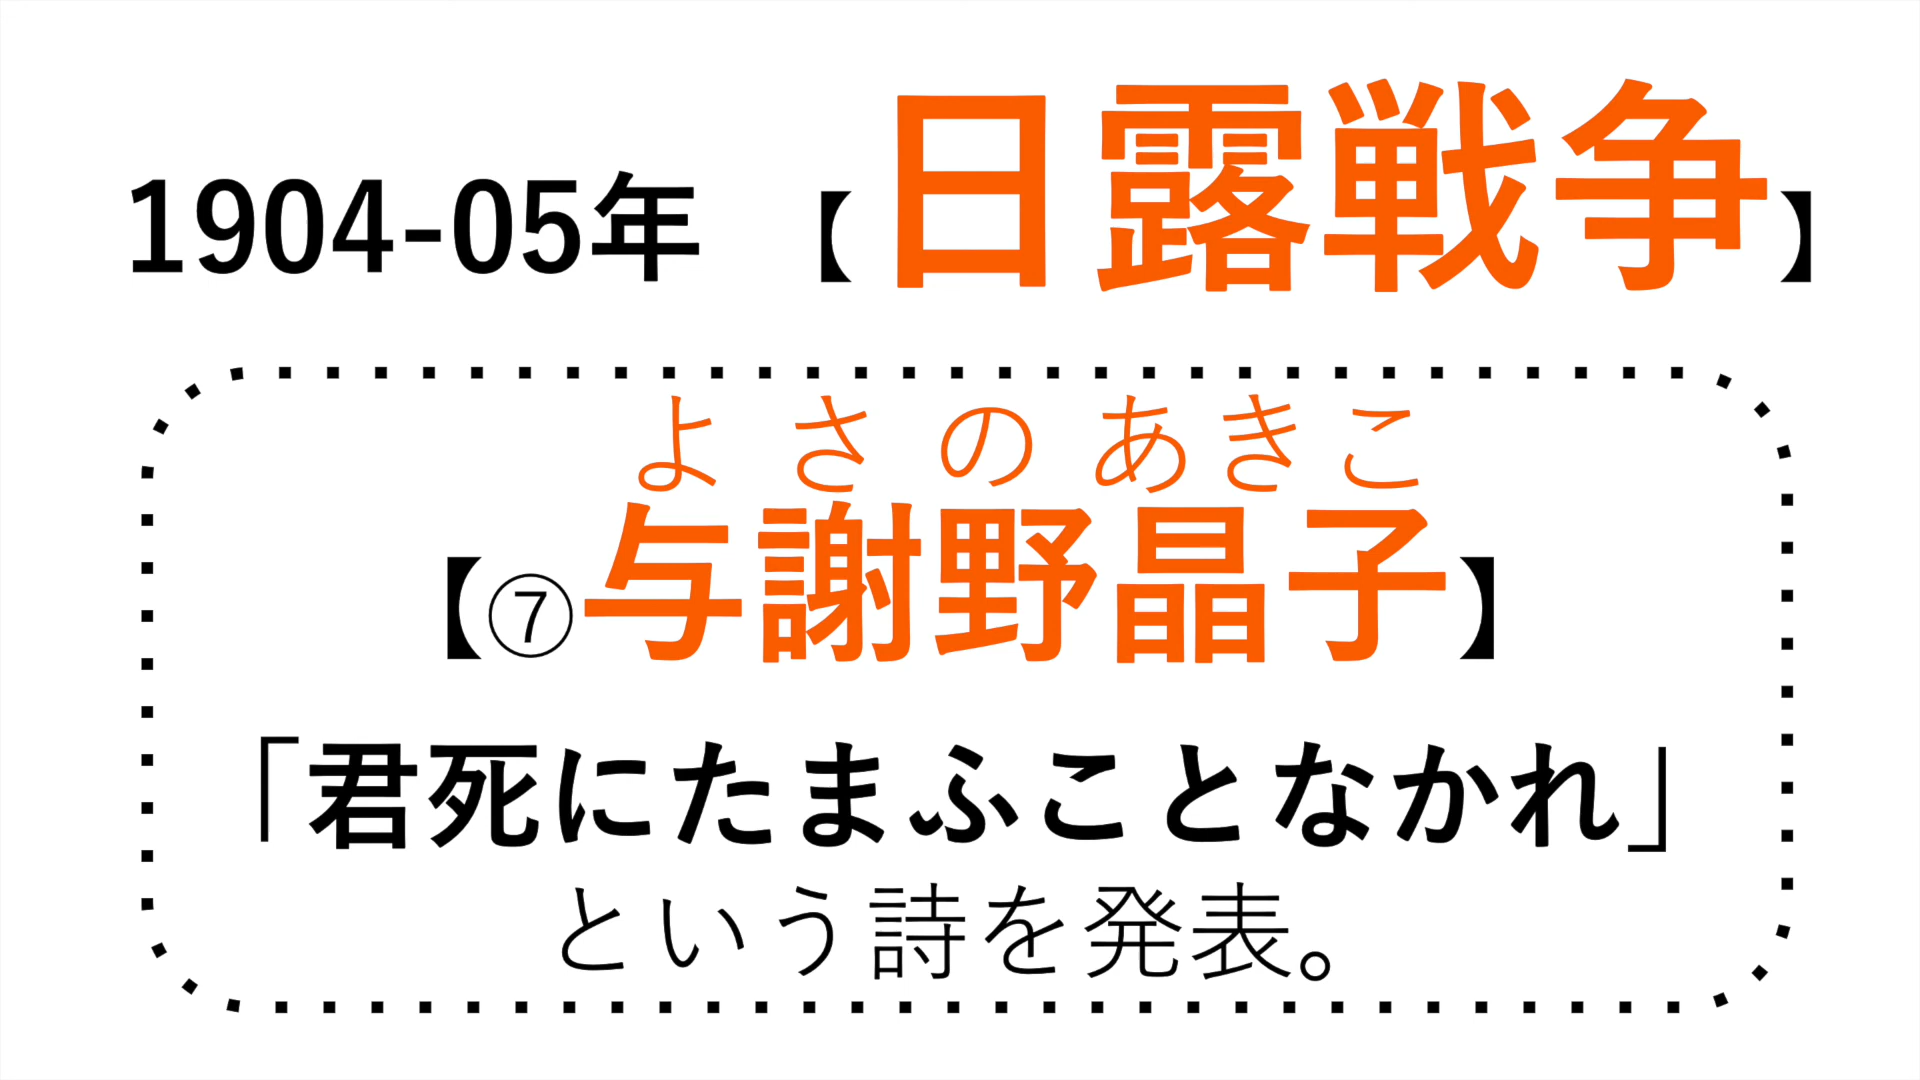 1904-05年 【日露戦争】
よさのあきこ
【⑦与謝野晶子】
「君死にたまふことなかれ」
という詩を発表。